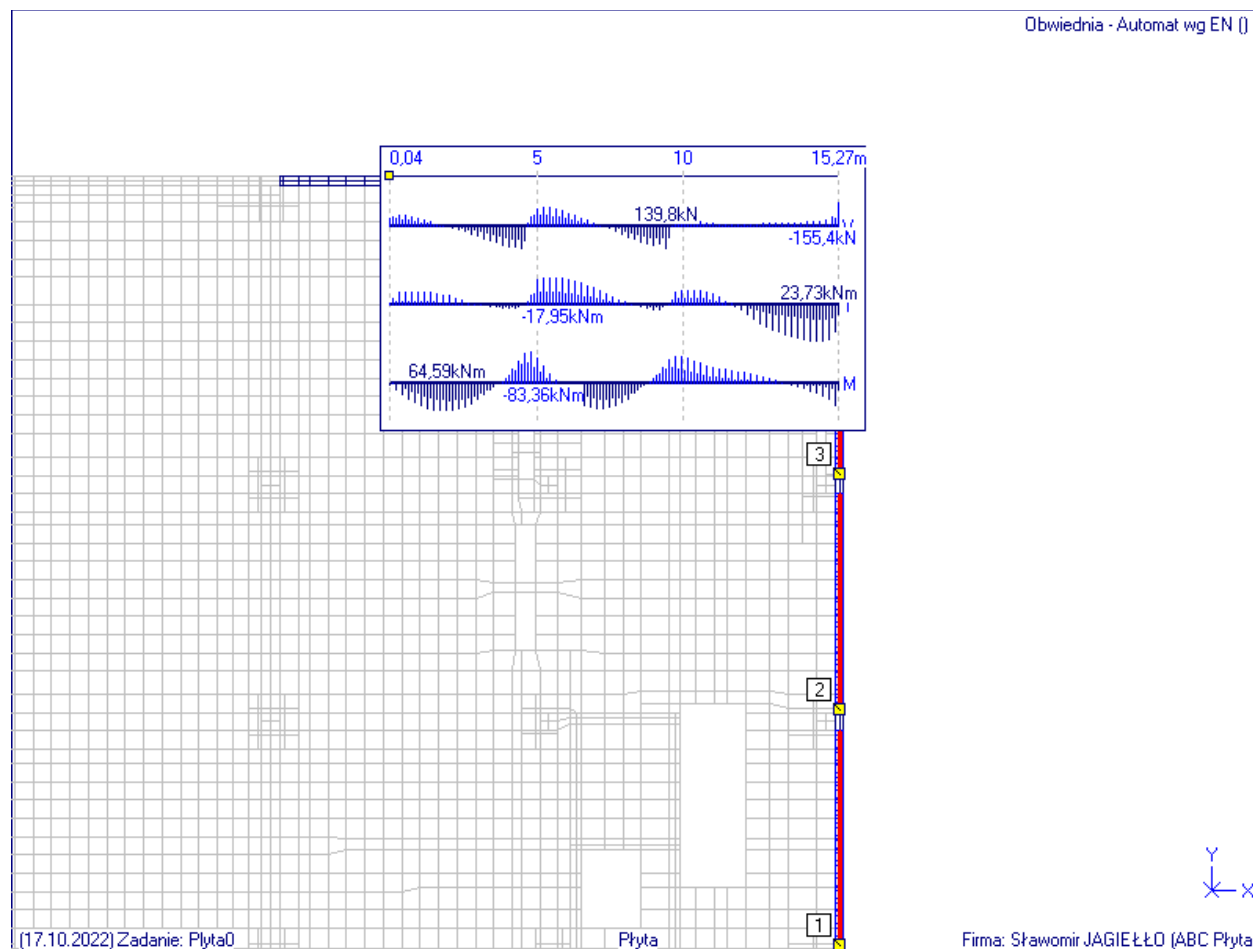 Obwiednia - Automat wg EN ()
0,04 5 10 15,27m
139,8kN
-155,4kN
23,73kNm
-17,95kNm
64,59kNm
M
-83,36kNm
3
2
Y
X
1
(17.10.2022) Zadanie: Plyta0 Płyta Firma: Sławomir JAGIEŁŁO (ABC Płyta